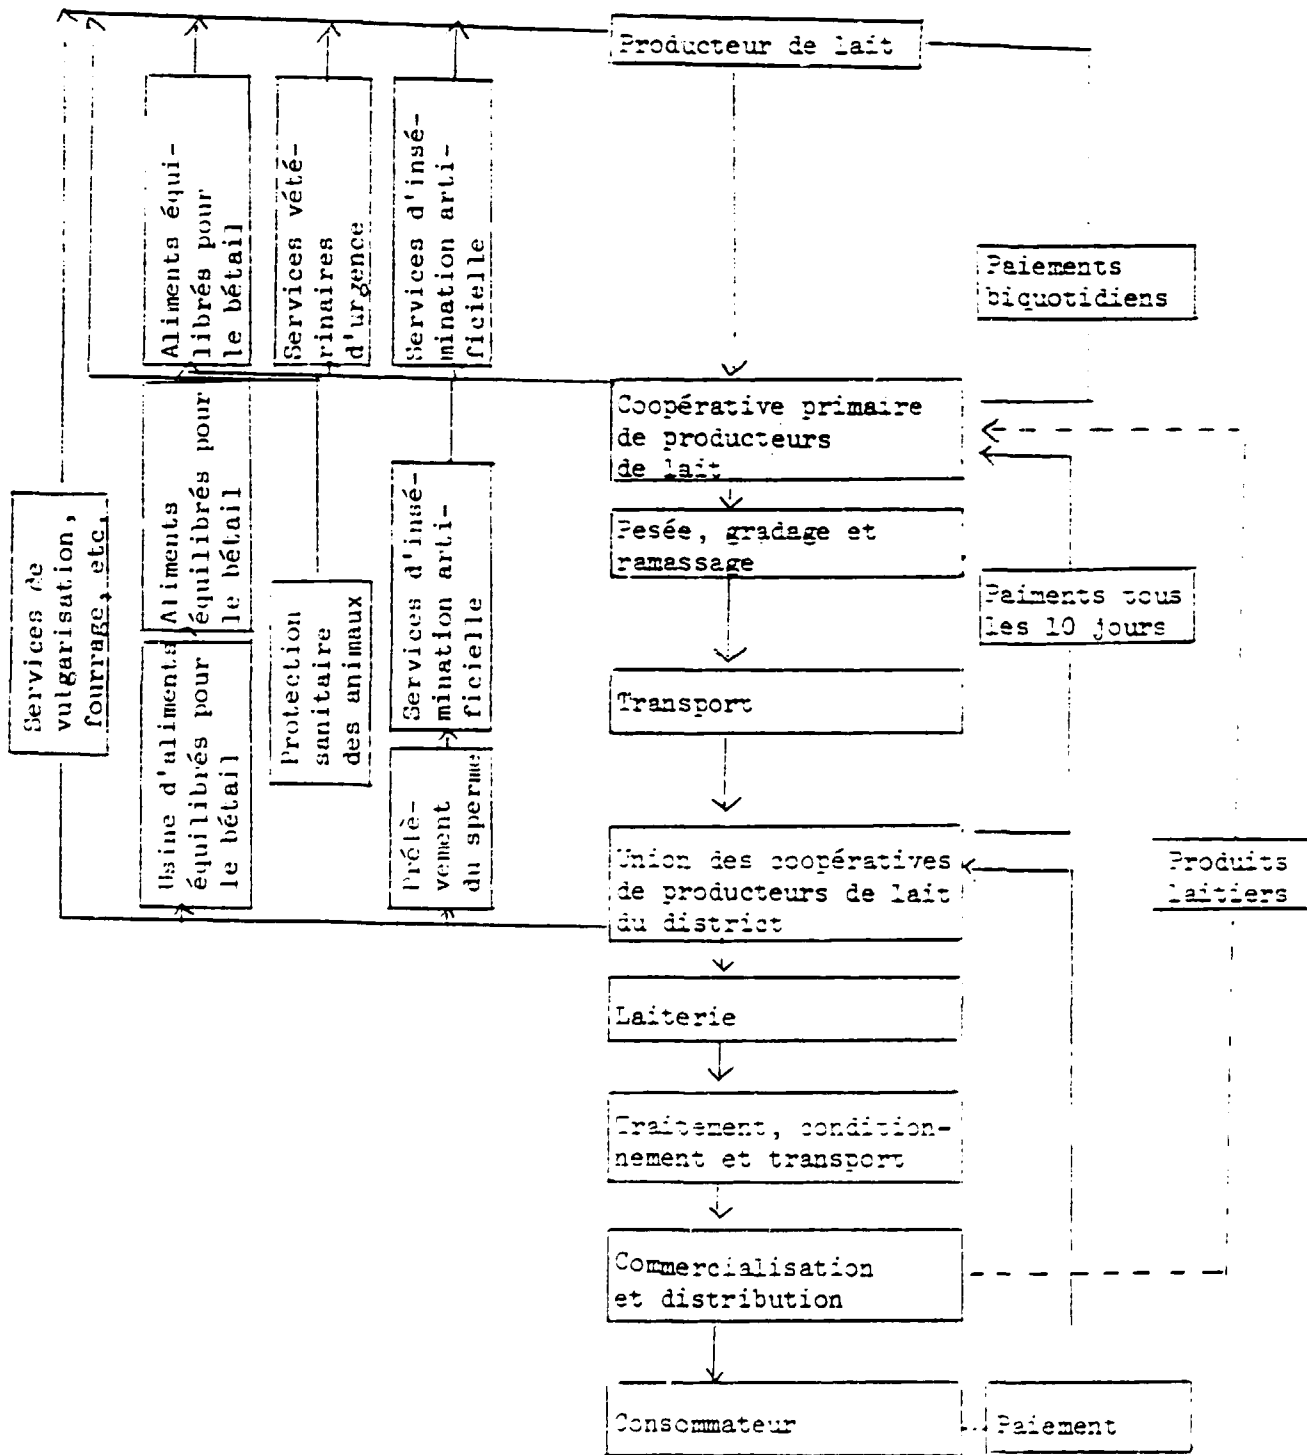 Producteur de lait
Aliments équi-
librés pour
le bétail
Services vété-
rinaires
d'urgence
Services d'insé-
mination arti-
ficielle
Paiements
biquotidiens
Coopérative primaire
de producteurs
de lait
Services de
vulgarisation,
fourrage, etc.
Aliments
équilibrés pour
le bétail
Services d'insé-
mination arti-
ficielle
Pesée, gradage et
ramassage
Protection
sanitaire
des animaux
Paiments tous
les 10 jours
Usine d'aliments
équilibrés pour
le bétail
Transport
Prélè-
vement
du sperme
Union des coopératives
de producteurs de lait
du district
Produits
laitiers
Laiterie
Traitement, condition-
nement et transport
Commercialisation
et distribution
Consommateur
Paiement